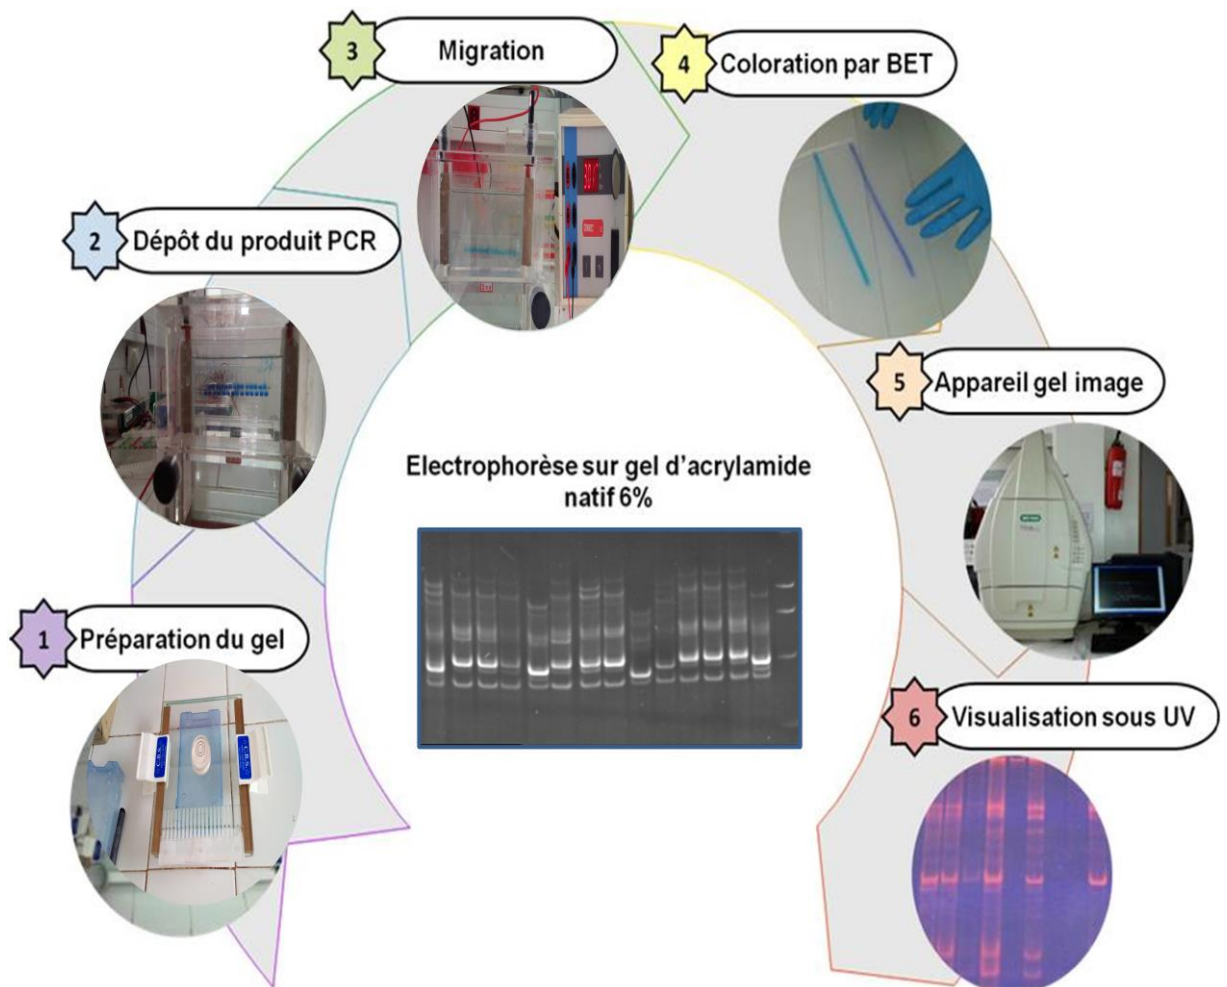 3
Migration
4
Coloration par BET
2
Dépôt du produit PCR
5
Appareil gel image
Electrophorèse sur gel d'acrylamide
natif 6%
1
Préparation du gel
6
Visualisation sous UV